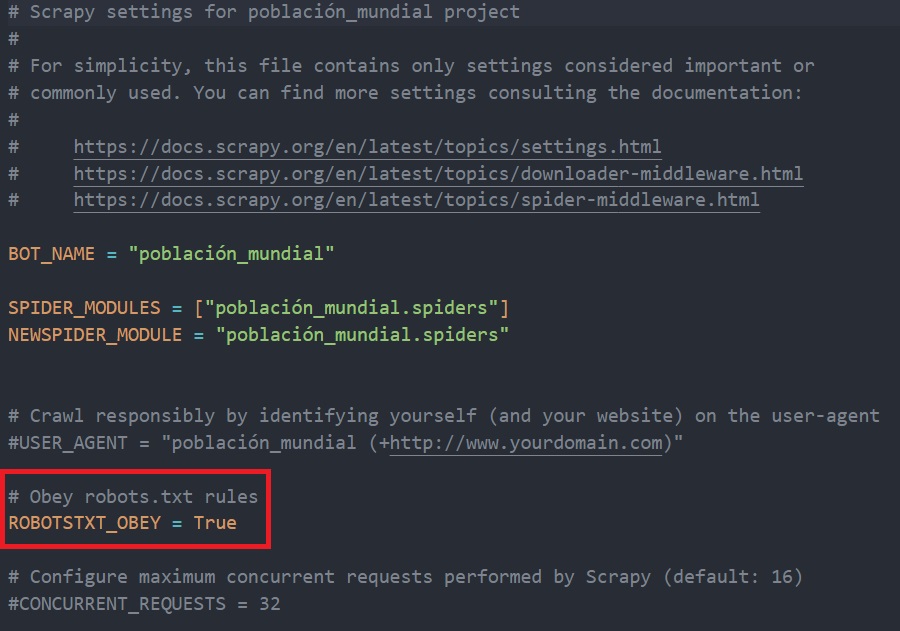 # Scrapy settings for población_mundial project
#
# For simplicity, this file contains only settings considered important or
# commonly used. You can find more settings consulting the documentation:
#
#     https://docs.scrapy.org/en/latest/topics/settings.html
#     https://docs.scrapy.org/en/latest/topics/downloader-middleware.html
#     https://docs.scrapy.org/en/latest/topics/spider-middleware.html
BOT_NAME = "población_mundial"
SPIDER_MODULES = ["población_mundial.spiders"]
NEWSPIDER_MODULE = "población_mundial.spiders"
# Crawl responsibly by identifying yourself (and your website) on the user-agent
#USER_AGENT = "población_mundial (+http://www.yourdomain.com)"
# Obey robots.txt rules
ROBOTSTXT_OBEY = True
# Configure maximum concurrent requests performed by Scrapy (default: 16)
#CONCURRENT_REQUESTS = 32